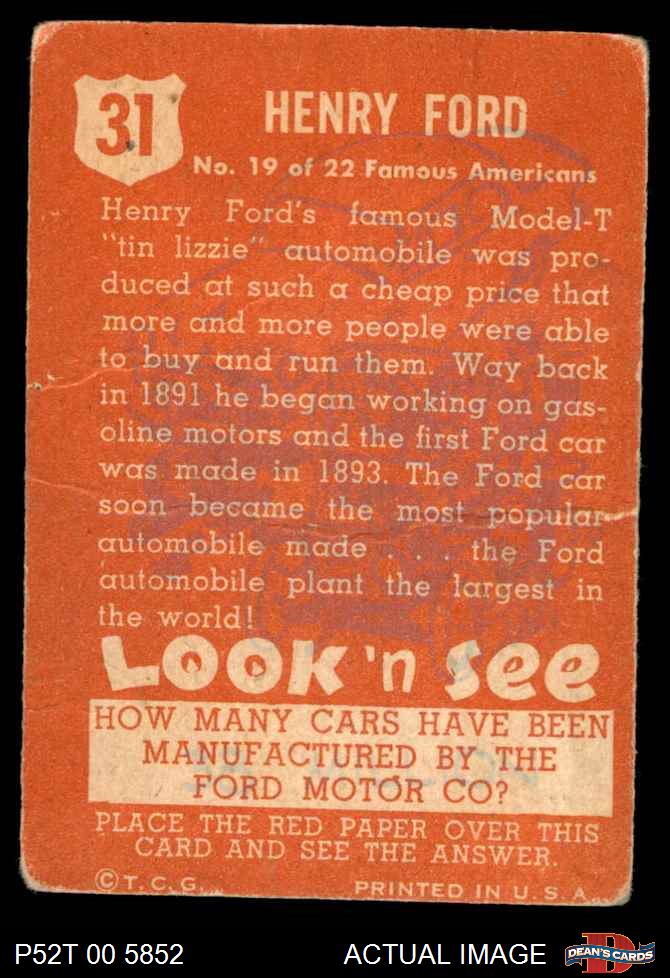 31
HENRY FORD
No. 19 of 22 Famous Americans
Henry Ford's famous Model-T
"tin lizzie" automobile was pro-
duced at such a cheap price that
more and more people were able
to buy and run them. Way back
in 1891 he began working on gas-
oline motors and the first Ford car
was made in 1893. The Ford car
soon became the most popular
automobile made . . . the Ford
automobile plant the largest in
the world!
LOOK 'n See
HOW MANY CARS HAVE BEEN
MANUFACTURED BY THE
FORD MOTOR CO?
PLACE THE RED PAPER OVER THIS
CARD AND SEE THE ANSWER.
© T. C. G.
PRINTED IN U. S. A.
P52T 00 5852
ACTUAL IMAGE
D
DEAN'S CARDS